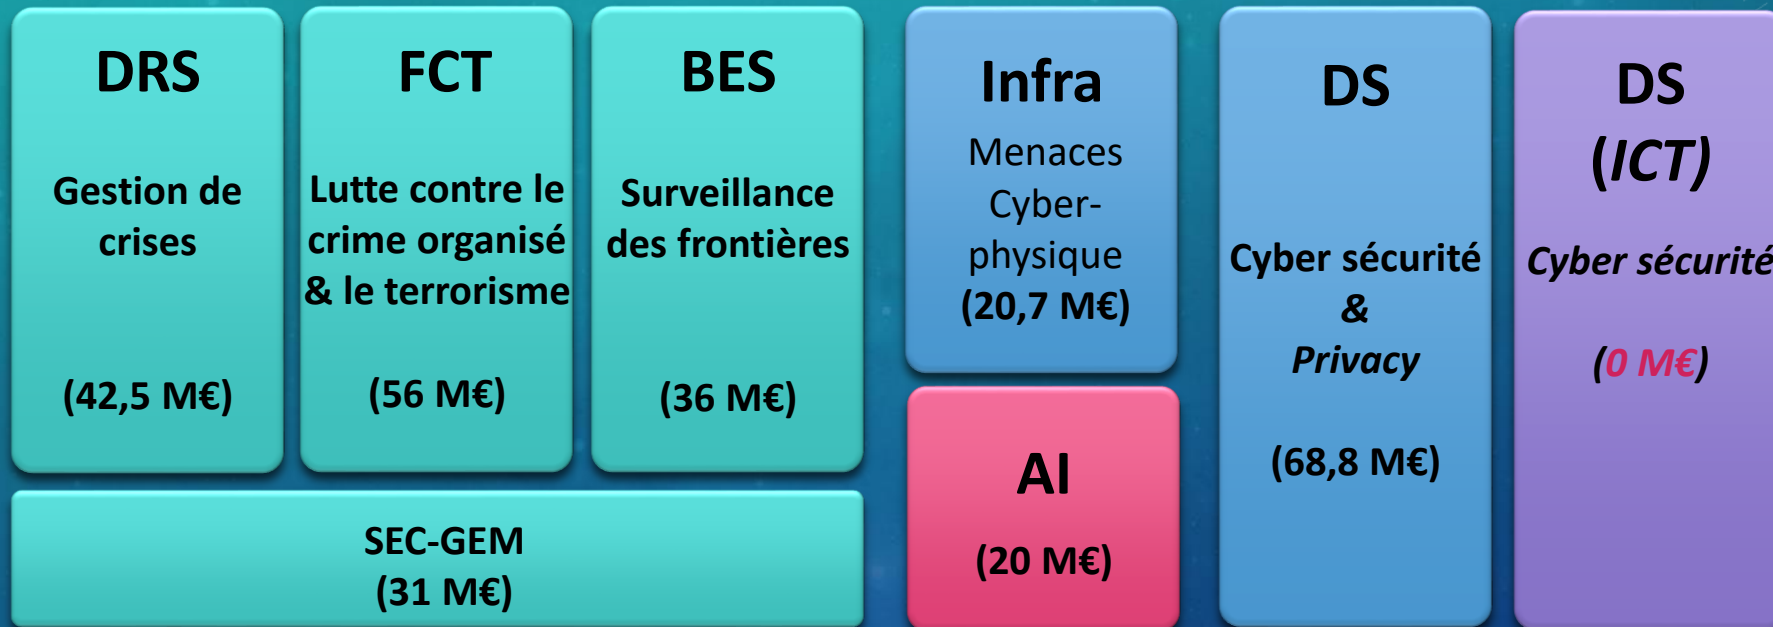 DRS
Gestion de
crises
(42,5 M€)
FCT
Lutte contre le
crime organisé
& le terrorisme
(56 M€)
BES
Surveillance
des frontières
(36 M€)
SEC-GEM
(31 M€)
Infra
Menaces
Cyber-
physique
(20,7 M€)
AI
(20 M€)
DS
Cyber sécurité
&
Privacy
(68,8 M€)
DS
(ICT)
Cyber sécurité
(0 M€)